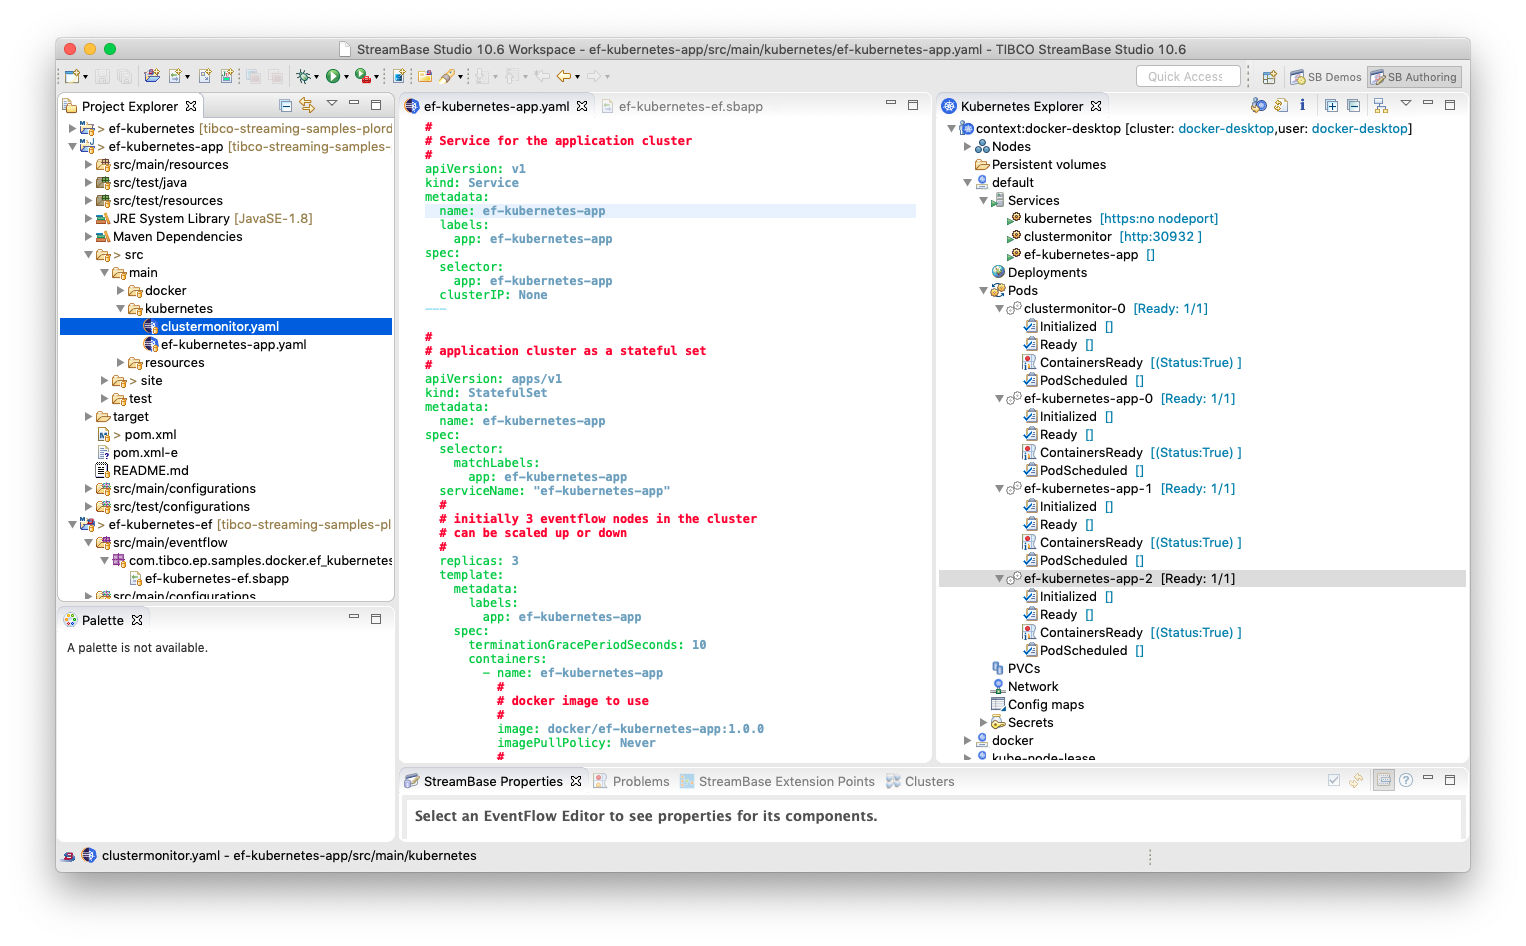 StreamBase Studio 10.6 Workspace - ef-kubernetes-app/src/main/kubernetes/ef-kubernetes-app.yaml - TIBCO StreamBase Studio 10.6
Quick Access
SB Demos
SB Authoring
Project Explorer
> ef-kubernetes [tibco-streaming-samples-plord
> ef-kubernetes-app [tibco-streaming-samples-
src/main/resources
src/test/java
src/test/resources
JRE System Library [JavaSE-1.8]
Maven Dependencies
> src
main
docker
kubernetes
clustermonitor.yaml
ef-kubernetes-app.yaml
resources
> site
test
target
> pom.xml
pom.xml-e
README.md
src/main/configurations
src/test/configurations
> ef-kubernetes-ef [tibco-streaming-samples-pl
src/main/eventflow
com.tibco.ep.samples.docker.ef_kubernetes
ef-kubernetes-ef.sbapp
src/main/configurations
Palette
A palette is not available.
ef-kubernetes-app.yaml
ef-kubernetes-ef.sbapp
#
# Service for the application cluster
#
apiVersion: v1
kind: Service
metadata:
name: ef-kubernetes-app
labels:
app: ef-kubernetes-app
spec:
selector:
app: ef-kubernetes-app
clusterIP: None
---
#
# application cluster as a stateful set
#
apiVersion: apps/v1
kind: StatefulSet
metadata:
name: ef-kubernetes-app
spec:
selector:
matchLabels:
app: ef-kubernetes-app
serviceName: "ef-kubernetes-app"
#
# initially 3 eventflow nodes in the cluster
# can be scaled up or down
#
replicas: 3
template:
metadata:
labels:
app: ef-kubernetes-app
spec:
terminationGracePeriodSeconds: 10
containers:
- name: ef-kubernetes-app
#
# docker image to use
#
image: docker/ef-kubernetes-app:1.0.0
imagePullPolicy: Never
#
Kubernetes Explorer
context:docker-desktop [cluster: docker-desktop,user: docker-desktop]
Nodes
Persistent volumes
default
Services
kubernetes [https:no nodeport]
clustermonitor [http:30932 ]
ef-kubernetes-app []
Deployments
Pods
clustermonitor-0 [Ready: 1/1]
Initialized []
Ready []
ContainersReady [(Status:True) ]
PodScheduled []
ef-kubernetes-app-0 [Ready: 1/1]
Initialized []
Ready []
ContainersReady [(Status:True) ]
PodScheduled []
ef-kubernetes-app-1 [Ready: 1/1]
Initialized []
Ready []
ContainersReady [(Status:True) ]
PodScheduled []
ef-kubernetes-app-2 [Ready: 1/1]
Initialized []
Ready []
ContainersReady [(Status:True) ]
PodScheduled []
PVCs
Network
Config maps
Secrets
docker
kube-node-lease
StreamBase Properties
Problems
StreamBase Extension Points
Clusters
Select an EventFlow Editor to see properties for its components.
clustermonitor.yaml - ef-kubernetes-app/src/main/kubernetes